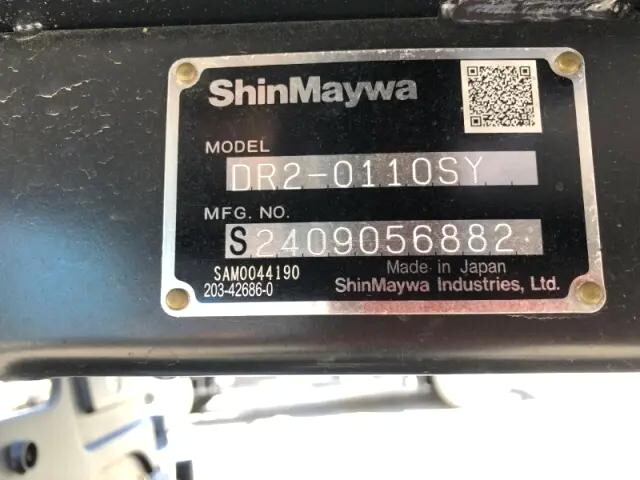 ShinMaywa
MODEL
DR2-0110SY
MFG. NO.
S2409056882
SAM0044190
Made in Japan
203-42686-0
ShinMaywa Industries, Ltd.